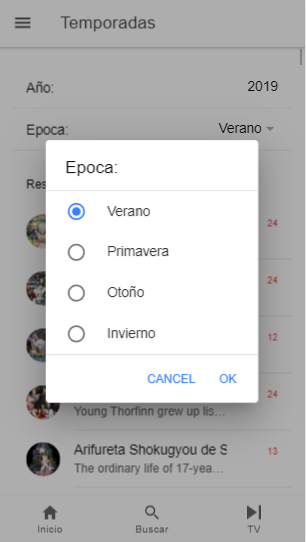 Temporadas
Año:
2019
Epoca:
Verano
Epoca:
Res
Verano
24
Primavera
24
Otoño
12
Invierno
24
CANCEL
OK
Young Thorfinn grew up lis…
Arifureta Shokugyou de S
13
The ordinary life of 17-yea…
Inicio
Buscar
TV